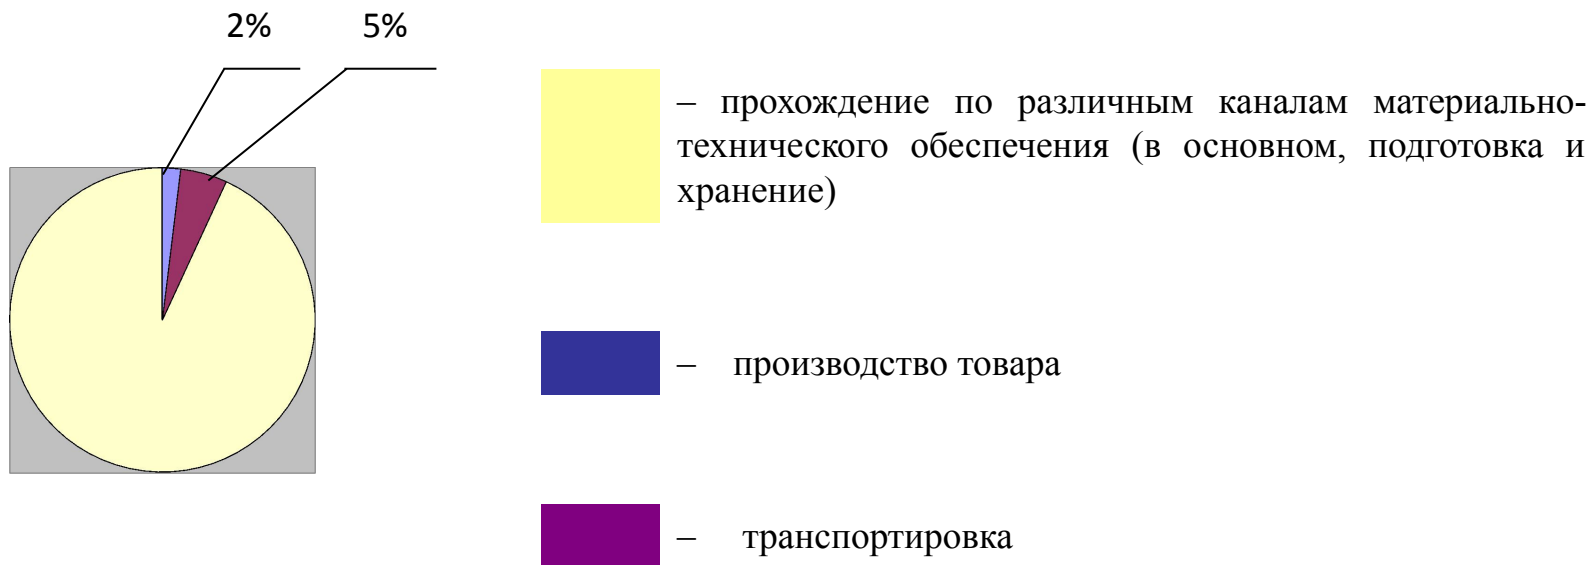 2% 5%
– прохождение по различным каналам материально-
технического обеспечения (в основном, подготовка и
хранение)
– производство товара
– транспортировка